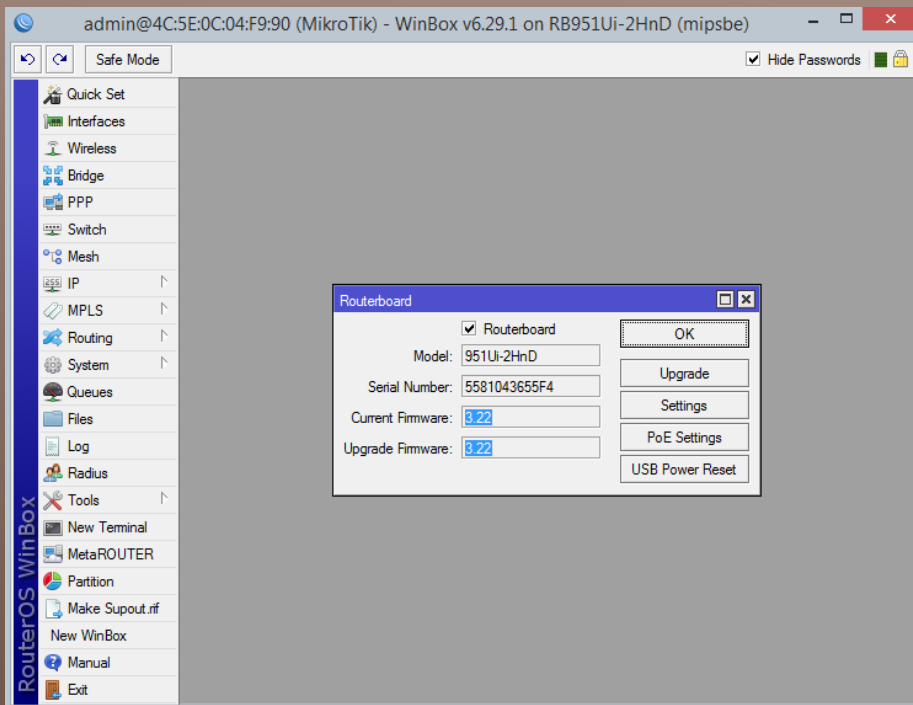 admin@4C:5E:0C:04:F9:90 (MikroTik) - WinBox v6.29.1 on RB951Ui-2HnD (mipsbe)
Safe Mode
Hide Passwords
Quick Set
Interfaces
Wireless
Bridge
PPP
Switch
Mesh
255 IP
MPLS
Routing
System
Queues
Files
Log
Radius
Tools
New Terminal
MetaROUTER
Partition
Make Supout.rif
New WinBox
Manual
Exit
RouterOS WinBox
Routerboard
Routerboard
OK
Model: 951Ui-2HnD
Upgrade
Serial Number: 5581043655F4
Settings
Current Firmware: 3.22
PoE Settings
Upgrade Firmware: 3.22
USB Power Reset